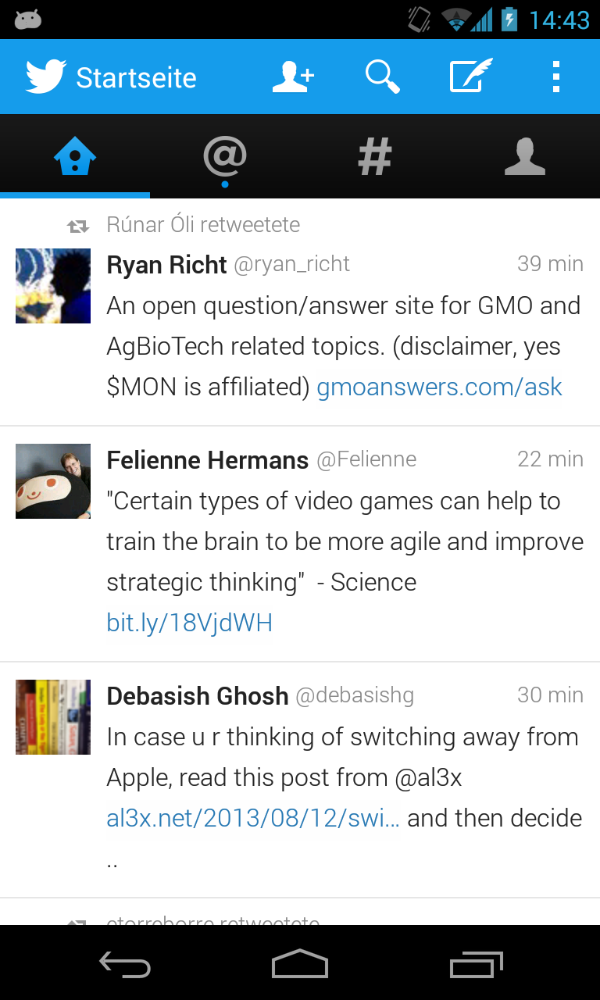 14:43
Startseite
@
#
Rúnar Óli retweetete
Ryan Richt @ryan_richt 39 min
An open question/answer site for GMO and
AgBioTech related topics. (disclaimer, yes
$MON is affiliated) gmoanswers.com/ask
Felienne Hermans @Felienne 22 min
"Certain types of video games can help to
train the brain to be more agile and improve
strategic thinking"  - Science
bit.ly/18VjdWH
Debasish Ghosh @debasishg 30 min
In case u r thinking of switching away from
Apple, read this post from @al3x
al3x.net/2013/08/12/swi… and then decide
..
etorreborre retweetete